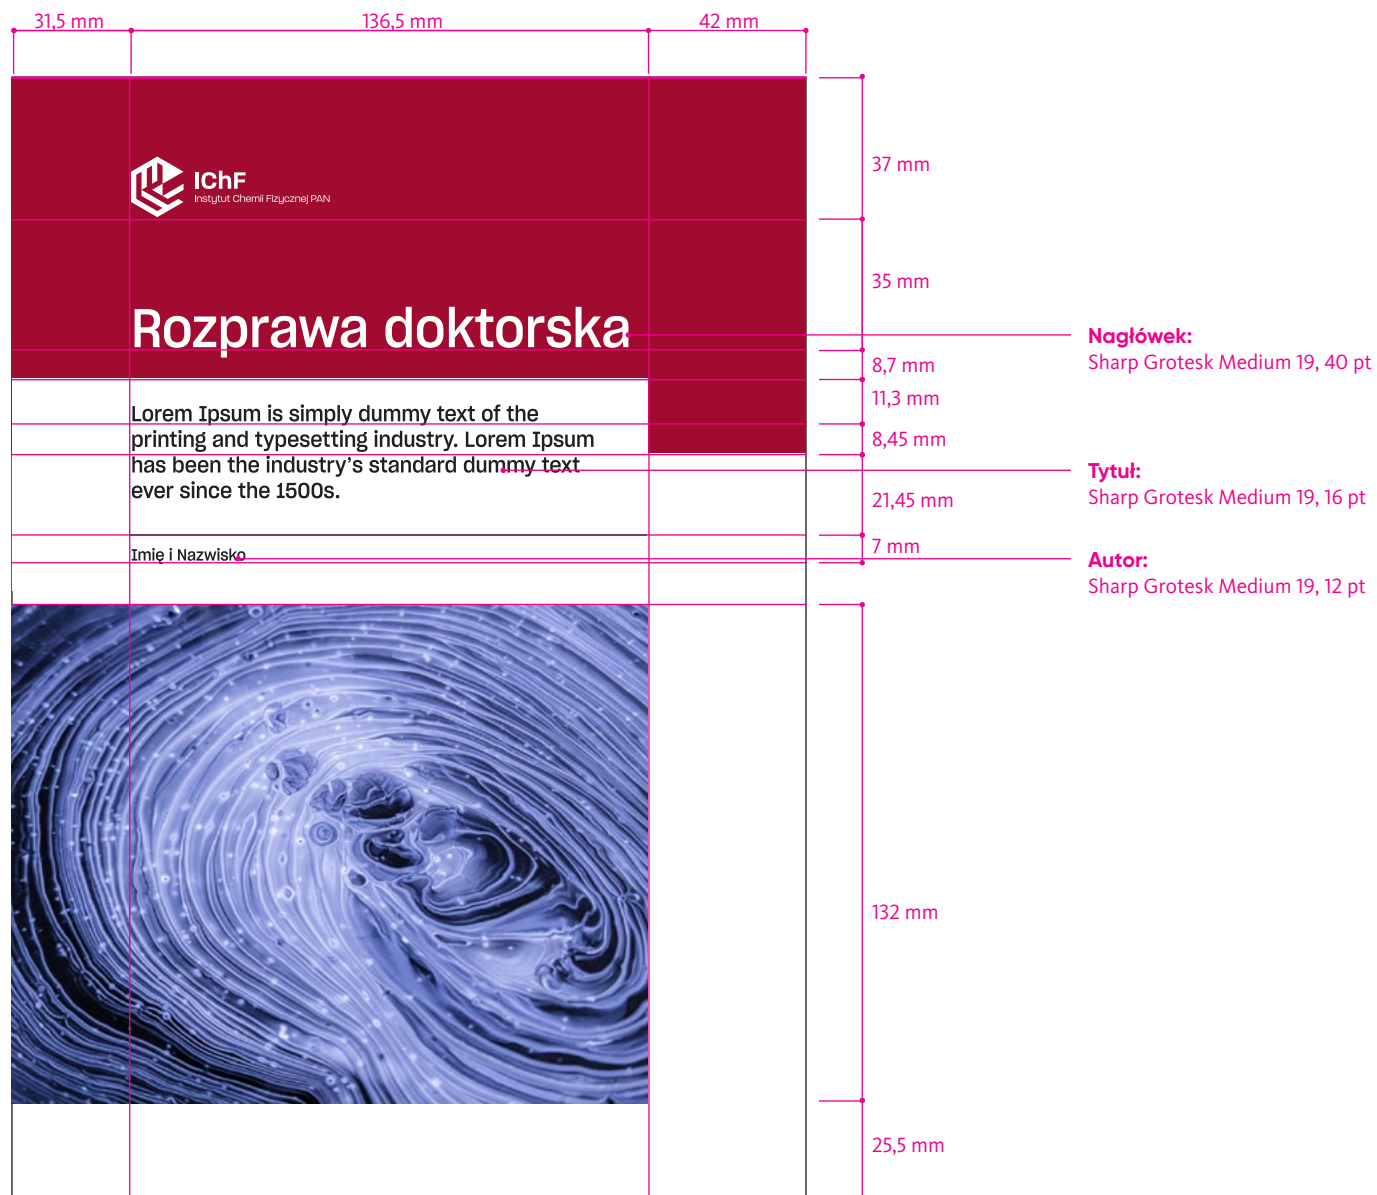 31,5 mm
136,5 mm
42 mm
37 mm
IChF
Instytut Chemii Fizycznej PAN
35 mm
Rozprawa doktorska
Nagłówek:
Sharp Grotesk Medium 19, 40 pt
8,7 mm
11,3 mm
Lorem Ipsum is simply dummy text of the
printing and typesetting industry. Lorem Ipsum
has been the industry’s standard dummy text
ever since the 1500s.
8,45 mm
Tytuł:
Sharp Grotesk Medium 19, 16 pt
21,45 mm
7 mm
Imię i Nazwisko
Autor:
Sharp Grotesk Medium 19, 12 pt
132 mm
25,5 mm